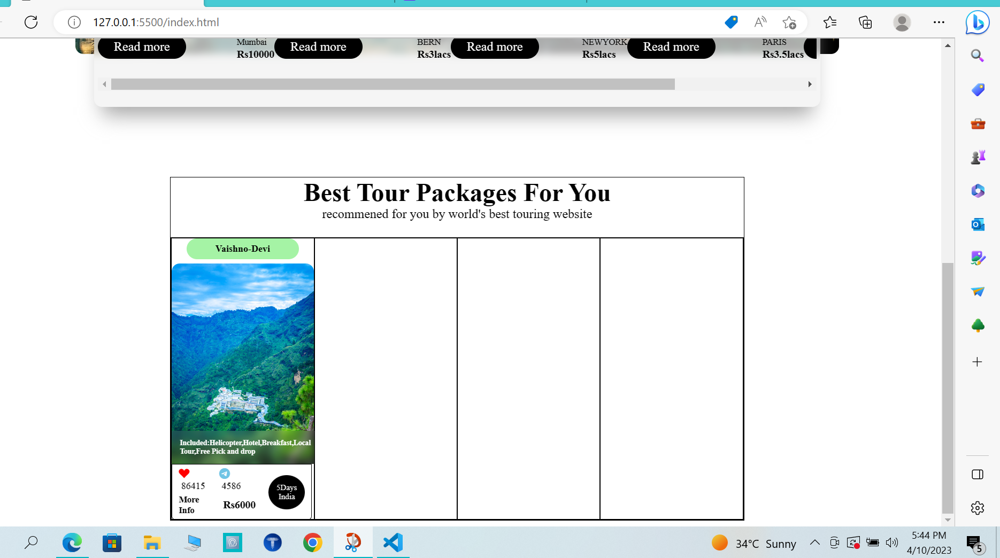 127.0.0.1:5500/index.html
Read more
Mumbai
Rs10000
Read more
BERN
Rs3lacs
Read more
NEWYORK
Rs5lacs
Read more
PARIS
Rs3.5lacs
Best Tour Packages For You
recommened for you by world's best touring website
Vaishno-Devi
Included:Helicopter,Hotel,Breakfast,Local
Tour,Free Pick and drop
86415
4586
5Days
India
More
Info
Rs6000
34°C Sunny
5:44 PM
4/10/2023
5